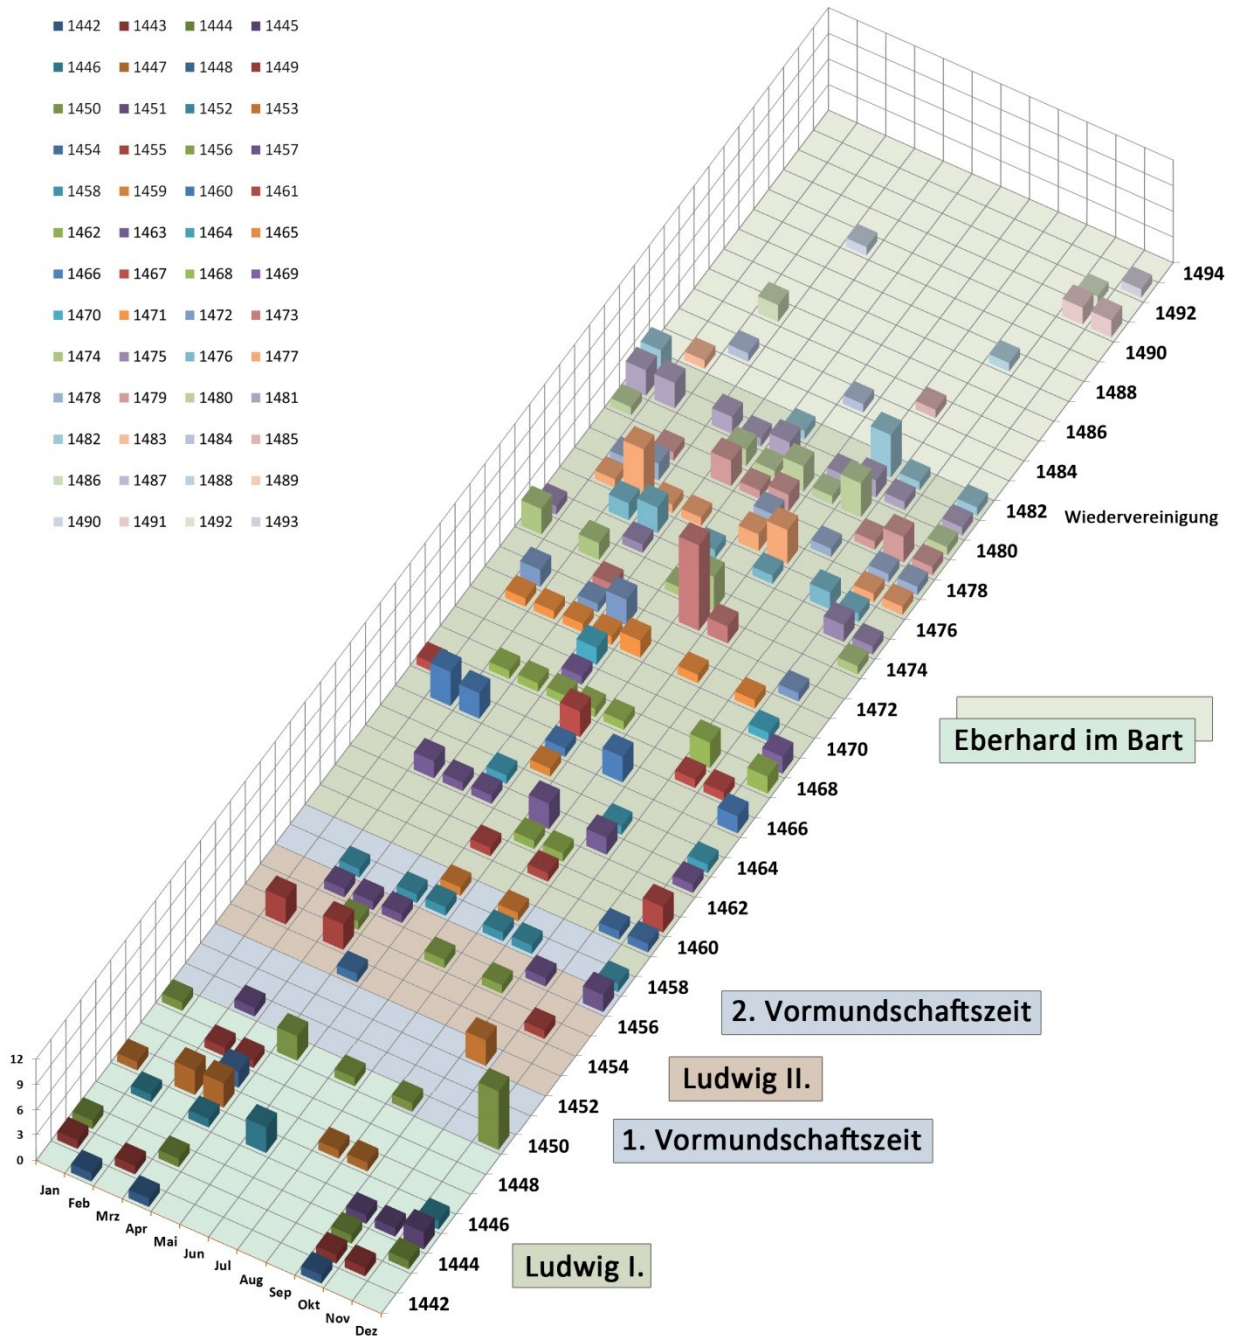 1442 1443 1444 1445
1446 1447 1448 1449
1450 1451 1452 1453
1454 1455 1456 1457
1458 1459 1460 1461
1462 1463 1464 1465
1466 1467 1468 1469
1470 1471 1472 1473
1474 1475 1476 1477
1478 1479 1480 1481
1482 1483 1484 1485
1486 1487 1488 1489
1490 1491 1492 1493
1494
1492
1490
1488
1486
1484
1482
Wiedervereinigung
1480
1478
1476
1474
1472
Eberhard im Bart
1470
1468
1466
1464
1462
1460
1458
2. Vormundschaftszeit
1456
1454
Ludwig II.
1452
1450
1. Vormundschaftszeit
1448
1446
1444
Ludwig I.
1442
12
9
6
3
0
Jan
Feb
Mrz
Apr
Mai
Jun
Jul
Aug
Sep
Okt
Nov
Dez